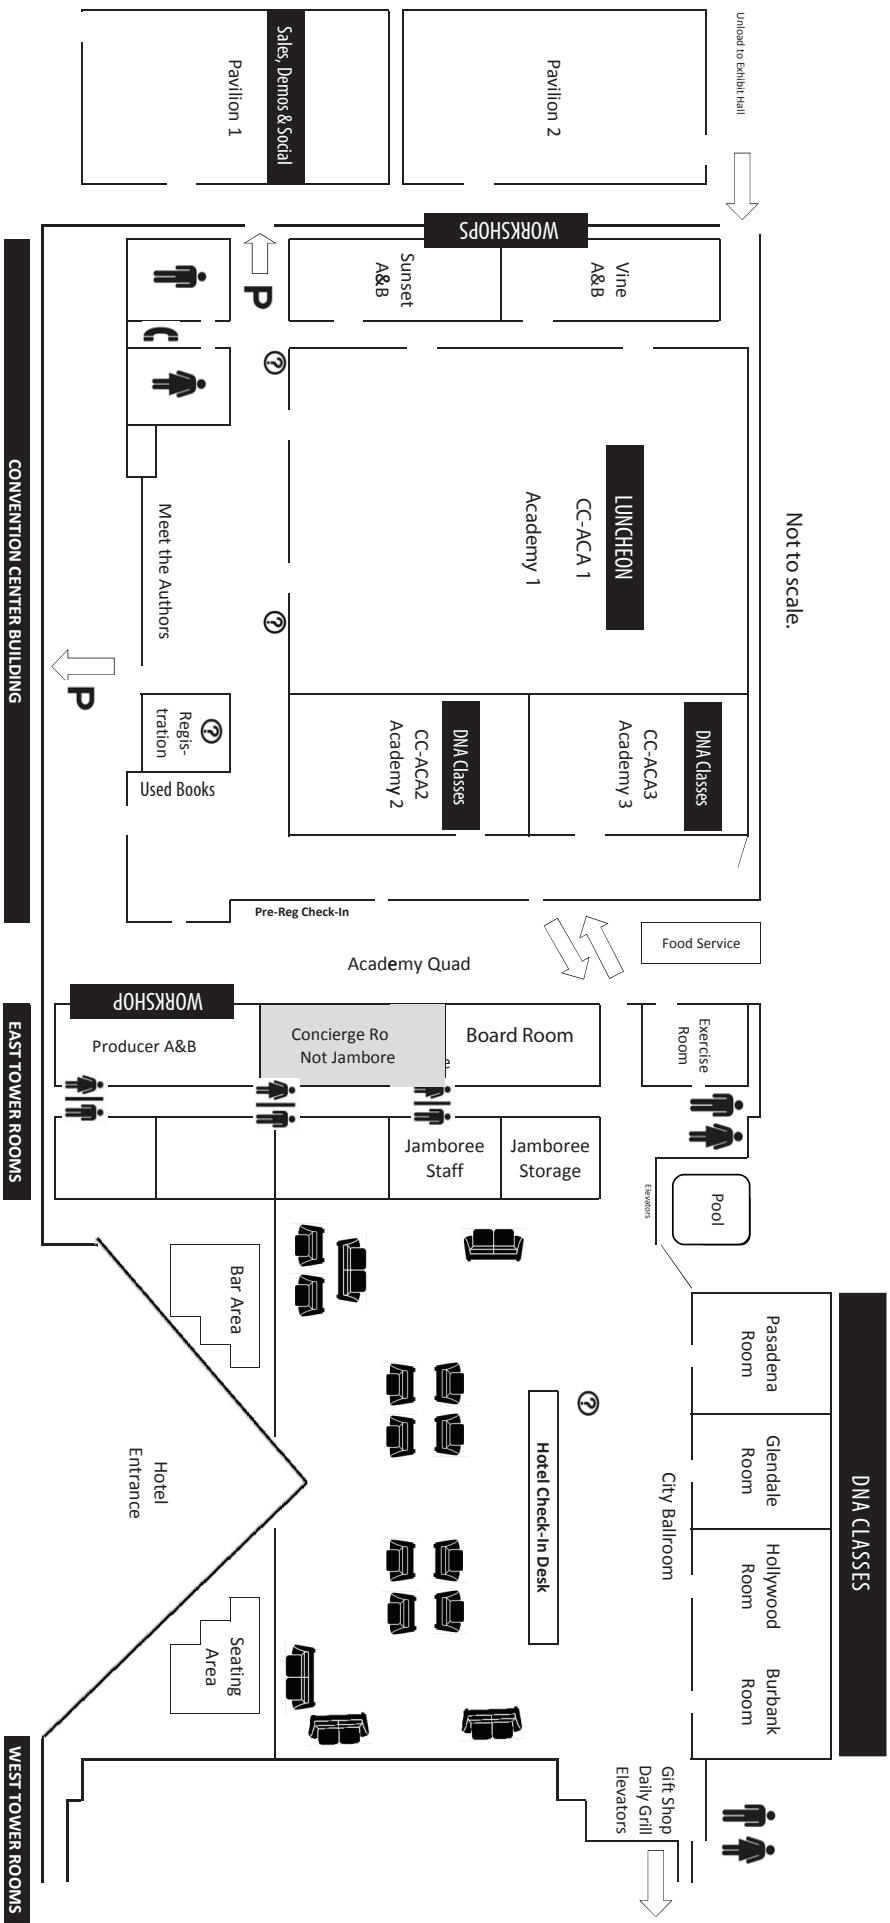 Unload to Exhibit Hall
Sales, Demos & Social
Pavilion 1
Pavilion 2
WORKSHOPS
P
Sunset
A&B
Vine
A&B
?
LUNCHEON
CC-ACA 1
Academy 1
Not to scale.
Meet the Authors
?
CONVENTION CENTER BUILDING
P
?
Regis-
tration
Used Books
DNA Classes
CC-ACA2
Academy 2
DNA Classes
CC-ACA3
Academy 3
Pre-Reg Check-In
Academy Quad
Food Service
WORKSHOP
Producer A&B
Concierge Ro
Not Jambore
Board Room
Exercise
Room
EAST TOWER ROOMS
Jamboree
Staff
Jamboree
Storage
Elevators
Pool
Bar Area
Hotel
Entrance
Seating
Area
?
Hotel Check-In Desk
City Ballroom
Pasadena
Room
Glendale
Room
Hollywood
Room
Burbank
Room
DNA CLASSES
Gift Shop
Daily Grill
Elevators
WEST TOWER ROOMS